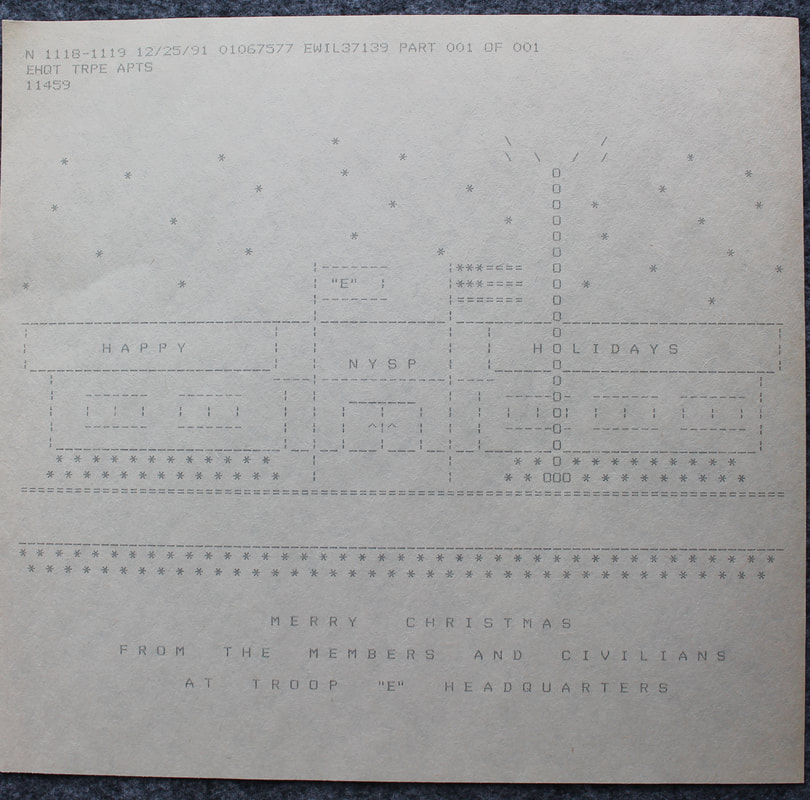 N 1118-1119 12/25/91 01067577 EWIL37139 PART 001 OF 001
EHQT TRPE APTS
11459
"E"
HAPPY
NYSP
HOLIDAYS
MERRY CHRISTMAS
FROM THE MEMBERS AND CIVILIANS
AT TROOP "E" HEADQUARTERS